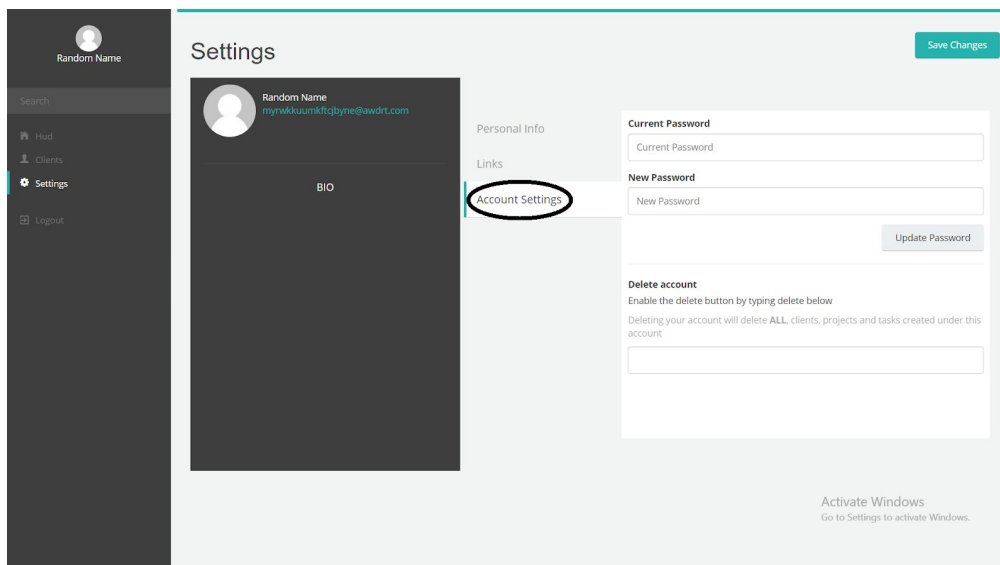 Random Name
Search
Hud
Clients
Settings
Logout
Settings
Save Changes
Random Name
myrwkkuumkftcjbyne@awdrt.com
BIO
Personal Info
Links
Account Settings
Current Password
Current Password
New Password
New Password
Update Password
Delete account
Enable the delete button by typing delete below
Deleting your account will delete ALL, clients, projects and tasks created under this
account
Activate Windows
Go to Settings to activate Windows.